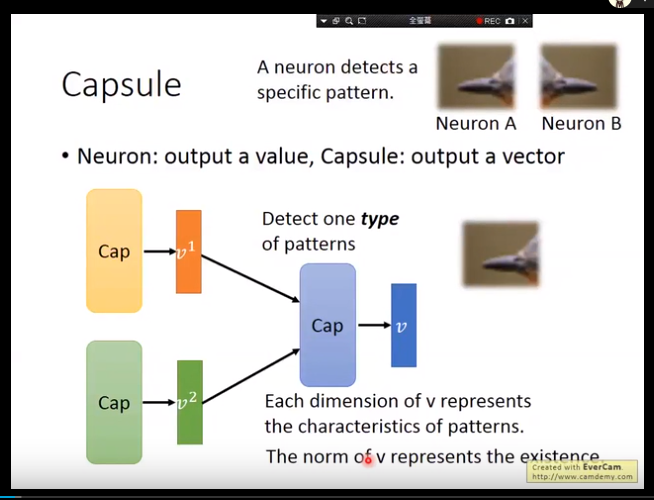 全螢幕
REC
Capsule
A neuron detects a
specific pattern.
Neuron A
Neuron B
• Neuron: output a value, Capsule: output a vector
Cap
v¹
Detect one type
of patterns
Cap
v
Cap
v²
Each dimension of v represents
the characteristics of patterns.
The norm of v represents the existence.
Created with EverCam.
http://www.camdemy.com